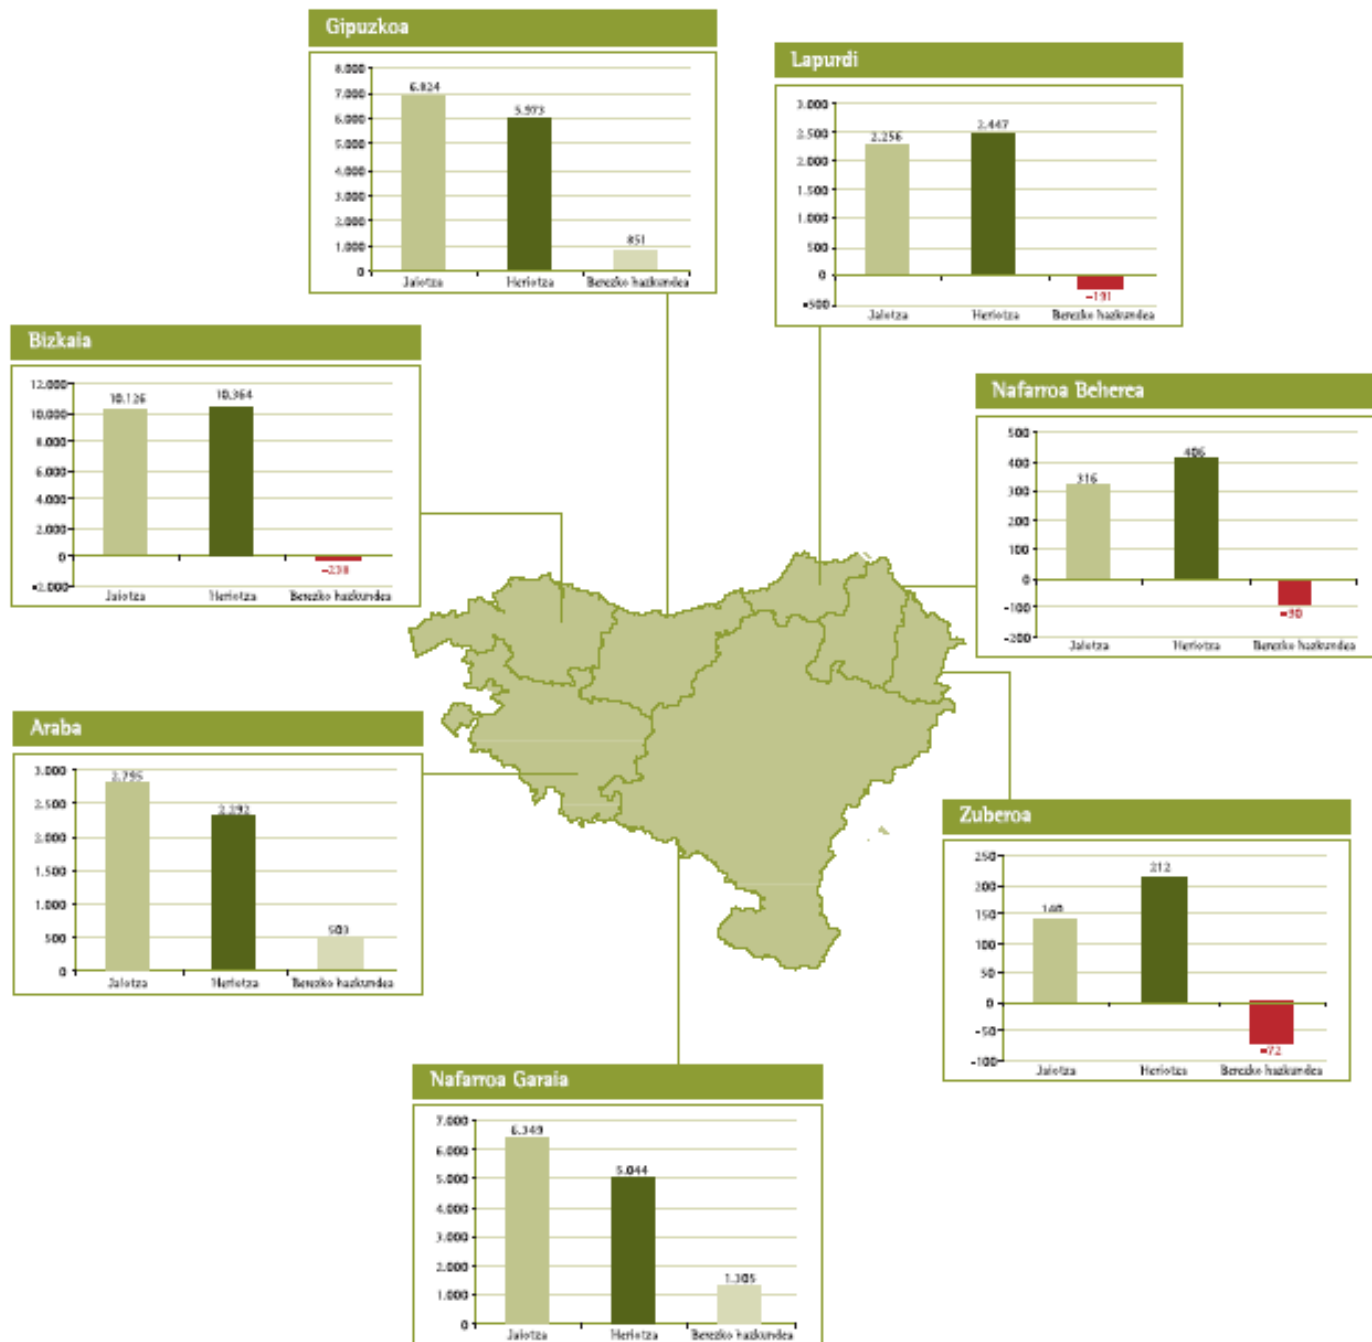 Gipuzkoa
8.000
7.000
6.000
5.000
4.000
3.000
2.000
1.000
0
6.824
5.973
851
Jaiotza
Heriotza
Berezko hazkundea
Lapurdi
3.000
2.500
2.000
1.500
1.000
500
0
-500
2.256
2.447
-191
Jaiotza
Heriotza
Berezko hazkundea
Bizkaia
12.000
10.000
8.000
6.000
4.000
2.000
0
-2.000
10.126
10.364
-238
Jaiotza
Heriotza
Berezko hazkundea
Nafarroa Beherea
500
400
300
200
100
0
-100
-200
316
406
-90
Jaiotza
Heriotza
Berezko hazkundea
Araba
3.000
2.500
2.000
1.500
1.000
500
0
2.795
2.292
503
Jaiotza
Heriotza
Berezko hazkundea
Zuberoa
250
200
150
100
50
0
-50
-100
140
212
-72
Jaiotza
Heriotza
Berezko hazkundea
Nafarroa Garaia
7.000
6.000
5.000
4.000
3.000
2.000
1.000
0
6.349
5.044
1.305
Jaiotza
Heriotza
Berezko hazkundea